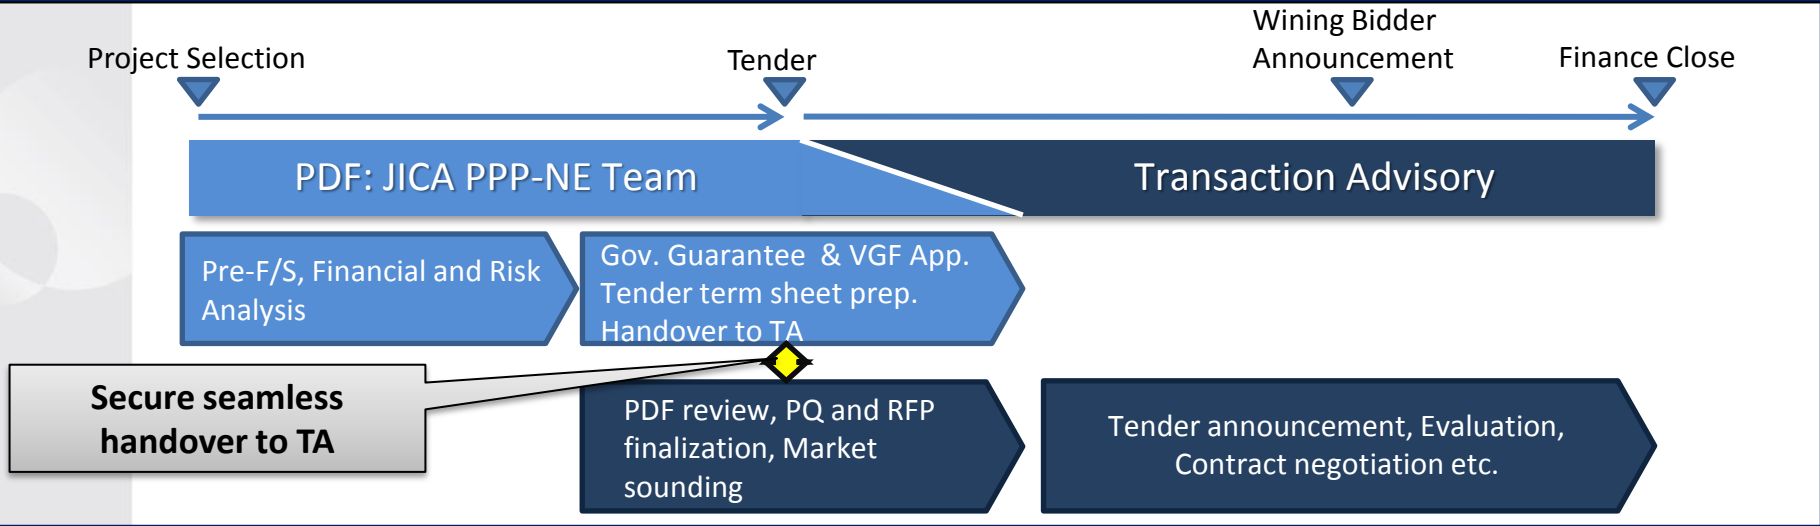 Wining Bidder
Announcement
Project Selection
Tender
Finance Close
PDF: JICA PPP-NE Team
Transaction Advisory
Pre-F/S, Financial and Risk
Analysis
Gov. Guarantee & VGF App.
Tender term sheet prep.
Handover to TA
Secure seamless
handover to TA
PDF review, PQ and RFP
finalization, Market
sounding
Tender announcement, Evaluation,
Contract negotiation etc.